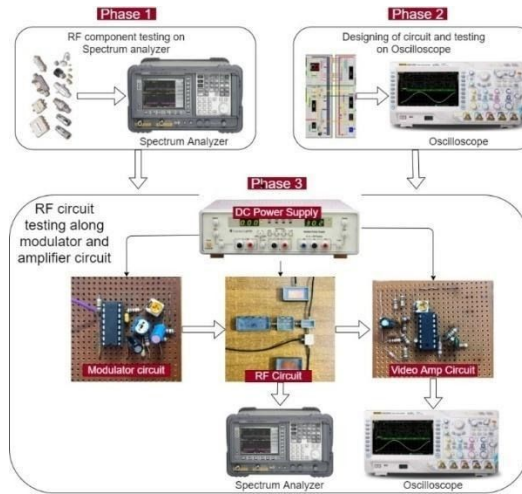 Phase 1
Phase 2
RF component testing on
Spectrum analyzer
Spectrum Analyzer
Designing of circuit and testing
on Oscilloscope
Oscilloscope
Phase 3
RF circuit
testing along
modulator and
amplifier circuit
DC Power Supply
Modulator circuit
RF Circuit
Video Amp Circuit
Spectrum Analyzer
Oscilloscope